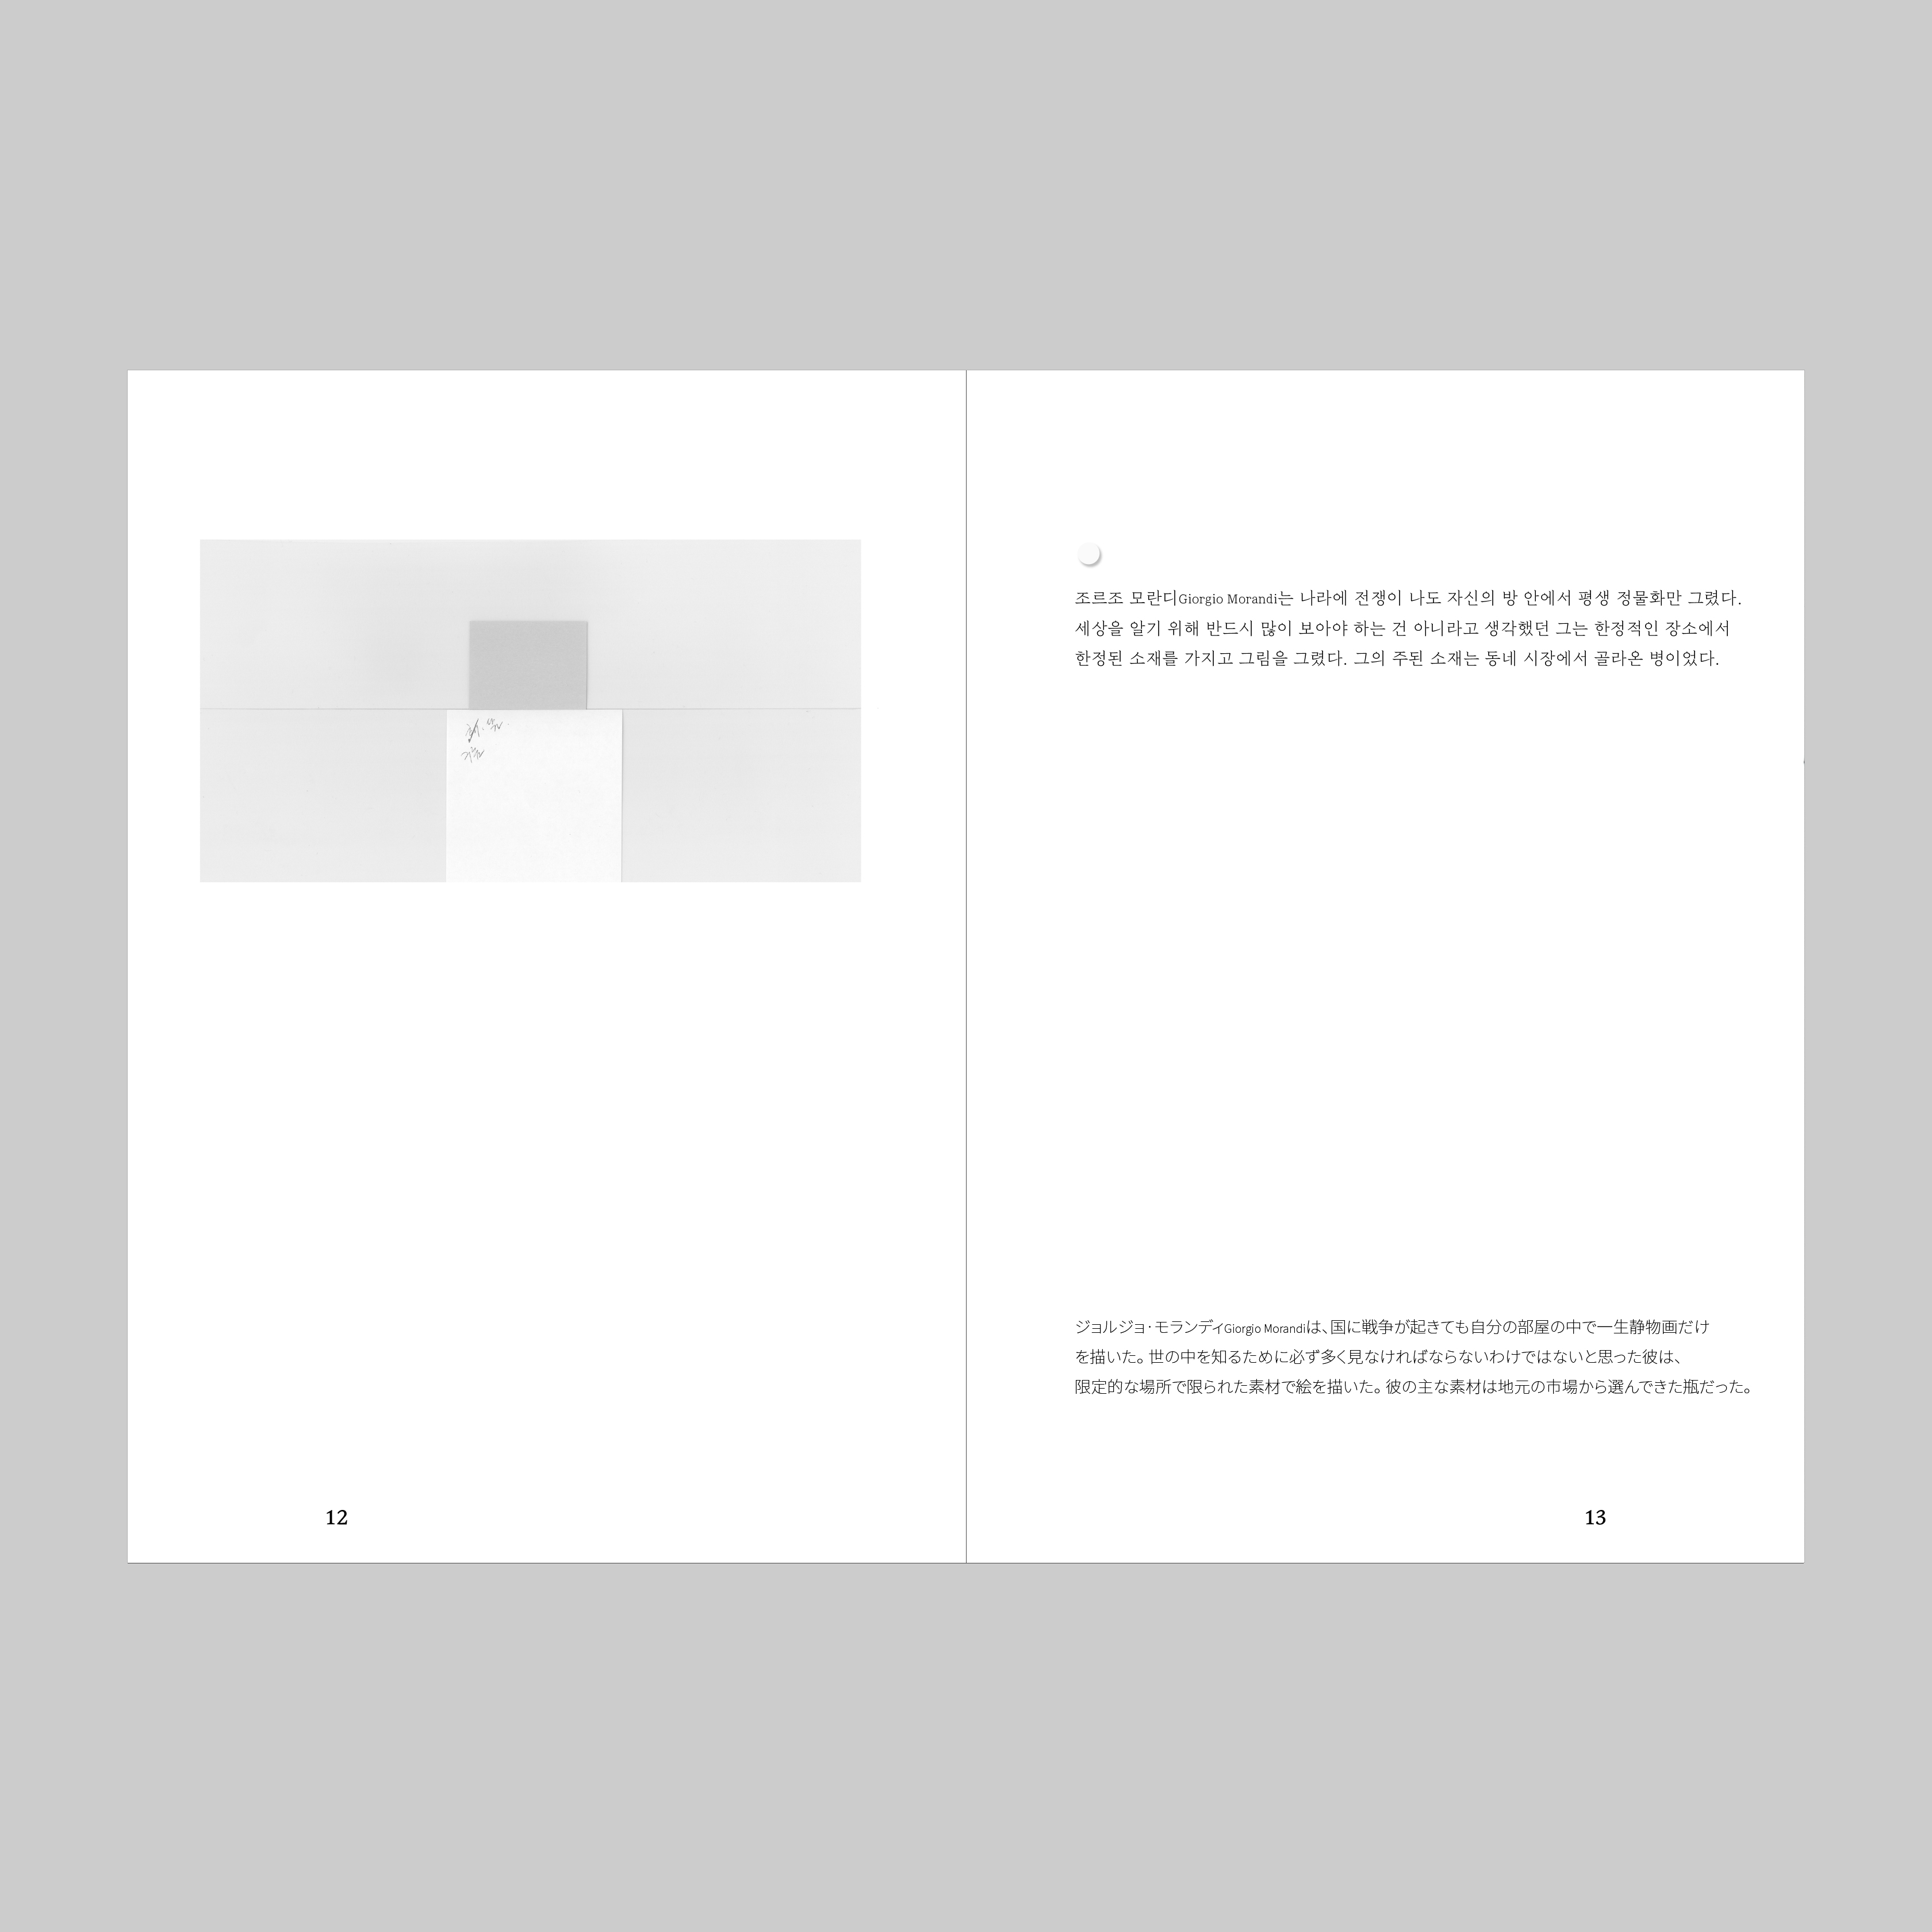 12
조르조 모란디Giorgio Morandi는 나라에 전쟁이 나도 자신의 방 안에서 평생 정물화만 그렸다.
세상을 알기 위해 반드시 많이 보아야 하는 건 아니라고 생각했던 그는 한정적인 장소에서
한정된 소재를 가지고 그림을 그렸다. 그의 주된 소재는 동네 시장에서 골라온 병이었다.
ジョルジョ·モランディGiorgio Morandiは、国に戦争が起きても自分の部屋の中で一生静物画だけ
を描いた。世の中を知るために必ず多く見なければならないわけではないと思った彼は、
限定的な場所で限られた素材で絵を描いた。彼の主な素材は地元の市場から選んできた瓶だった。
13